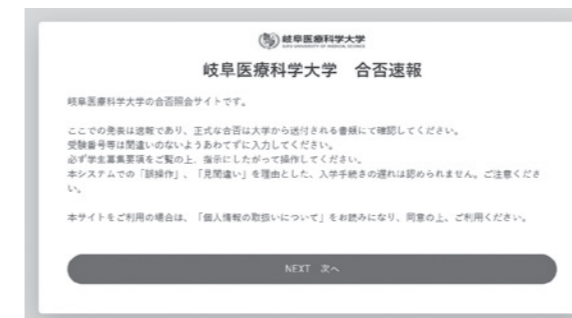 岐阜医療科学大学
GIFU UNIVERSITY OF MEDICAL SCIENCE
岐阜医療科学大学　合否速報
岐阜医療科学大学の合否照会サイトです。
ここでの発表は速報であり、正式な合否は大学から送付される書類にて確認してください。
受験番号等は間違いのないようあわてずに入力してください。
必ず学生募集要項をご覧の上、指示にしたがって操作してください。
本システムでの「誤操作」、「見間違い」を理由とした、入学手続きの遅れは認められません。ご注意くださ
い。
本サイトをご利用の場合は、「個人情報の取扱いについて」をお読みになり、同意の上、ご利用ください。
NEXT　次へ